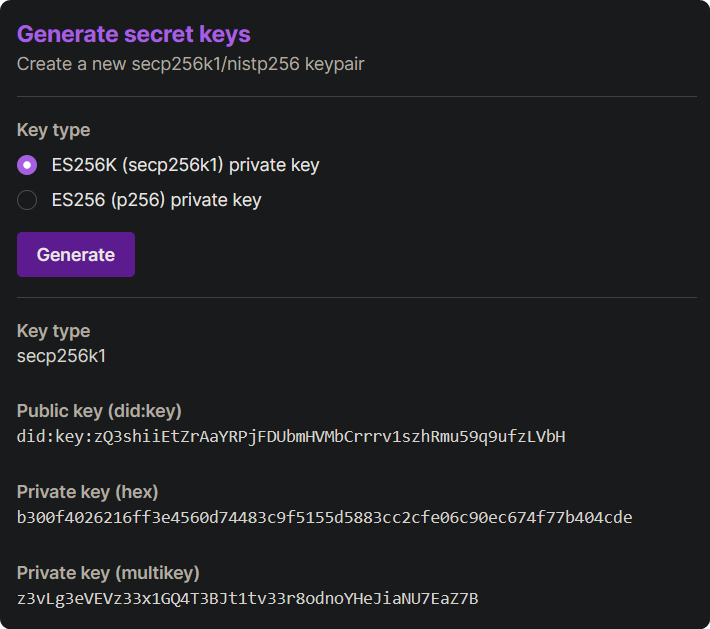 Generate secret keys
Create a new secp256k1/nistp256 keypair
Key type
ES256K (secp256k1) private key
ES256 (p256) private key
Generate
Key type
secp256k1
Public key (did:key)
did:key:zQ3shiiEtZrAaYRPjFDUbmHVMbCrrrv1szhRmu59q9ufzLVbH
Private key (hex)
b300f4026216ff3e4560d74483c9f5155d5883cc2cfe06c90ec674f77b404cde
Private key (multikey)
z3vLg3eVEVz33x1GQ4T3BJt1tv33r8odnoYHeJiaNU7EaZ7B